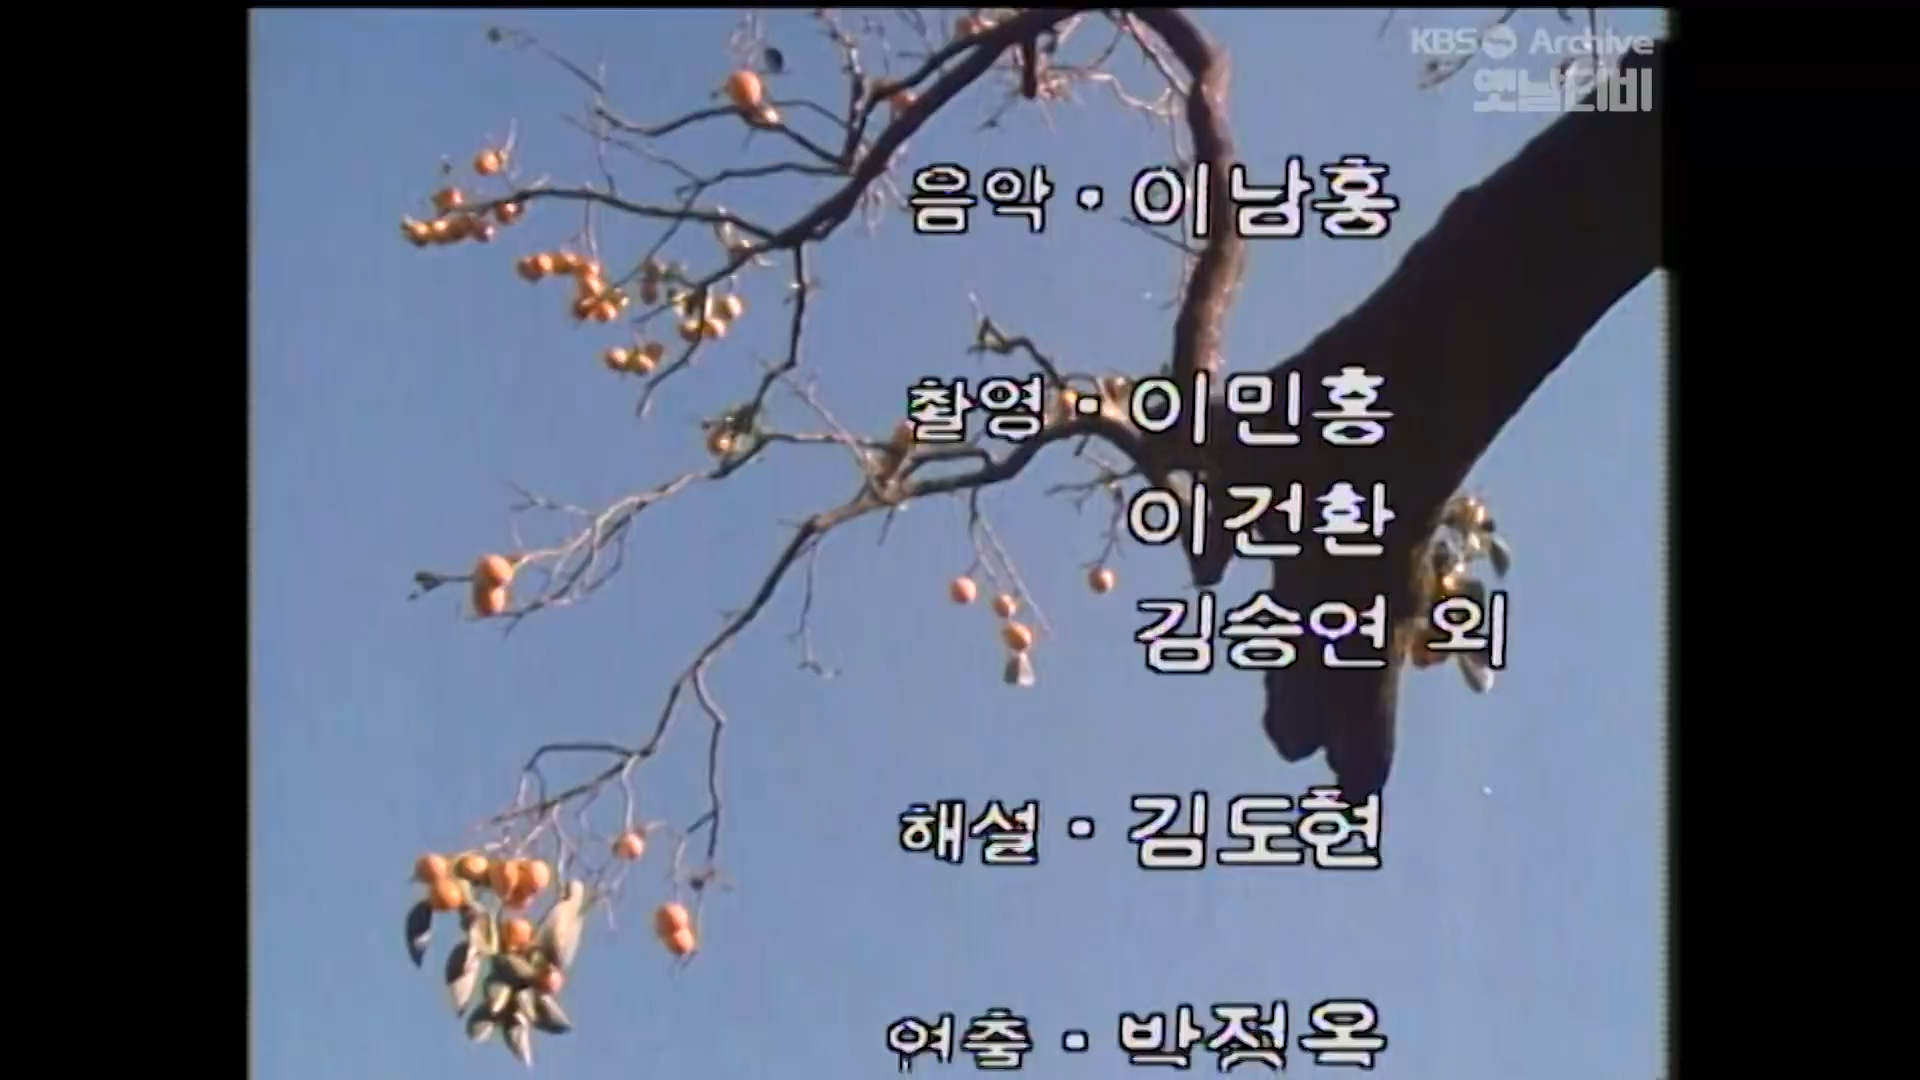 KBS Archive
옛날티비
음악·이남홍
촬영·이민홍
이건환
김승연 외
해설·김도현
연출·박정옥